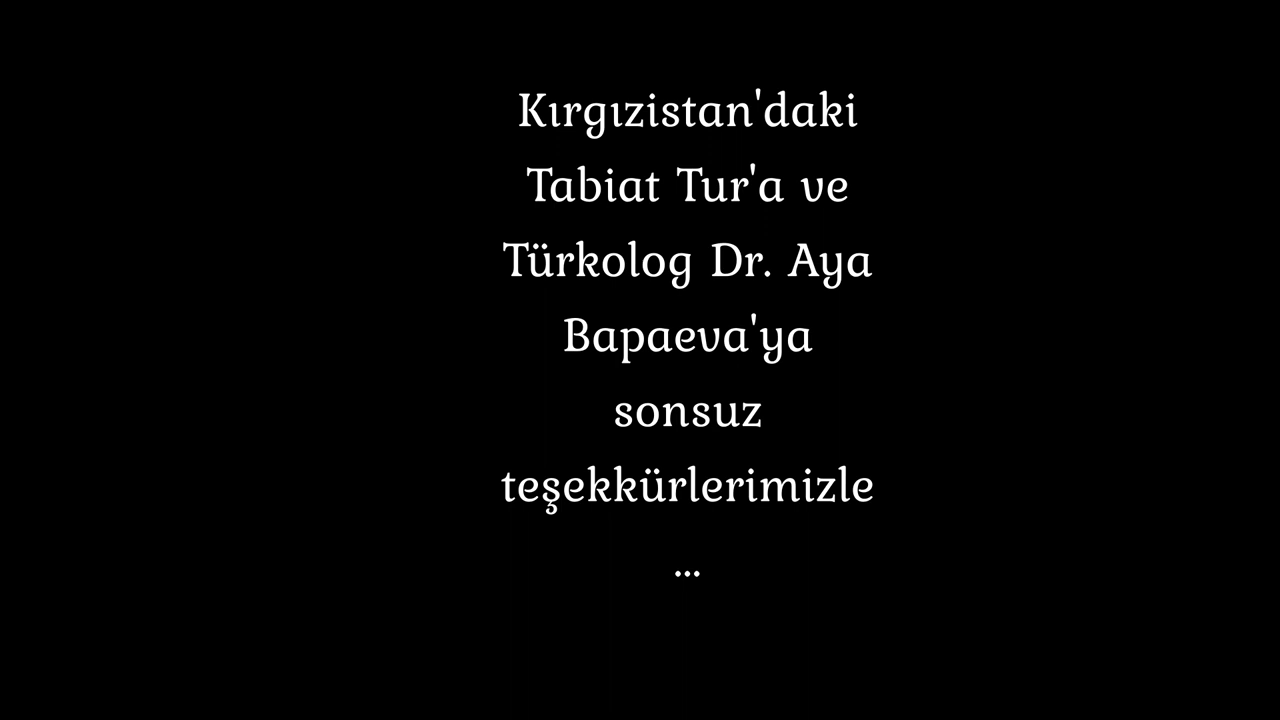 Kırgızistan'daki
Tabiat Tur'a ve
Türkolog Dr. Aya
Bapaeva'ya
sonsuz
teşekkürlerimizle
...